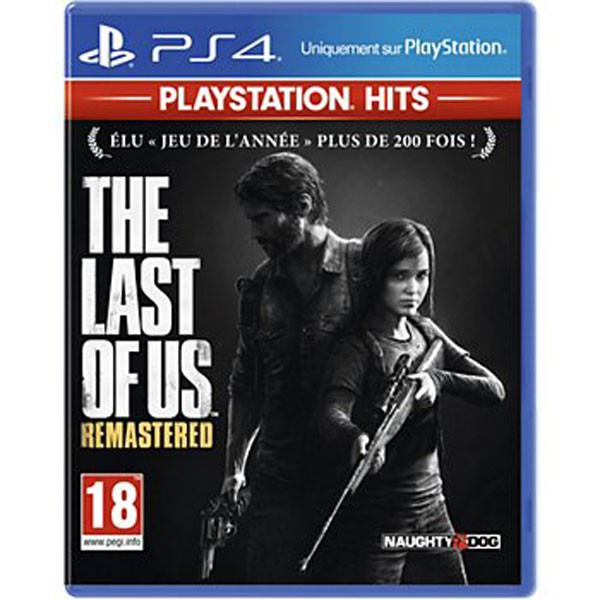 PS4 Uniquement sur PlayStation®
PLAYSTATION® HITS
ÉLU « JEU DE L'ANNÉE » PLUS DE 200 FOIS !
THE
LAST
OF US™
REMASTERED
18
www.pegi.info
NAUGHTY DOG